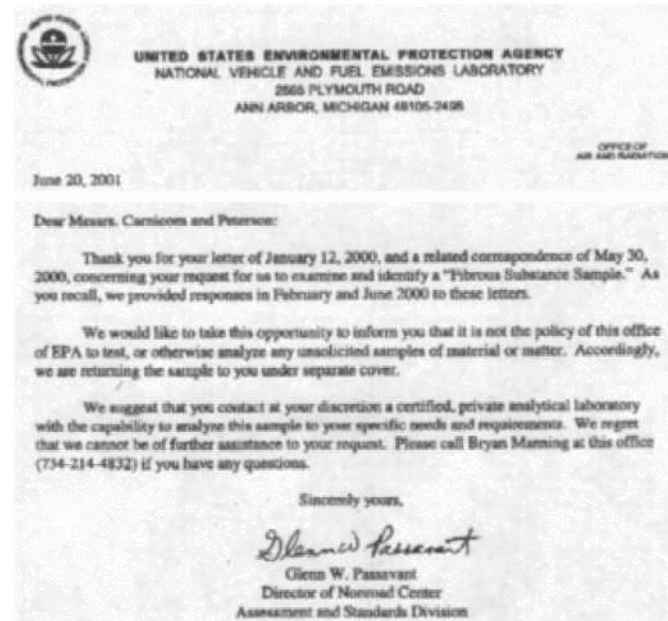 UNITED STATES ENVIRONMENTAL PROTECTION AGENCY
NATIONAL VEHICLE AND FUEL EMISSIONS LABORATORY
2565 PLYMOUTH ROAD
ANN ARBOR, MICHIGAN 48105-2498
OFFICE OF
AIR AND RADIATION
June 20, 2001
Dear Messrs. Carnicom and Peterson:
Thank you for your letter of January 12, 2000, and a related correspondence of May 30,
2000, concerning your request for us to examine and identify a "Fibrous Substance Sample." As
you recall, we provided responses in February and June 2000 to these letters.
We would like to take this opportunity to inform you that it is not the policy of this office
of EPA to test, or otherwise analyze any unsolicited samples of material or matter. Accordingly,
we are returning the sample to you under separate cover.
We suggest that you contact at your discretion a certified, private analytical laboratory
with the capability to analyze this sample to your specific needs and requirements. We regret
that we cannot be of further assistance to your request. Please call Bryan Manning at this office
(734-214-4832) if you have any questions.
Sincerely yours,
Glenn W Passavant
Glenn W. Passavant
Director of Nonroad Center
Assessment and Standards Division